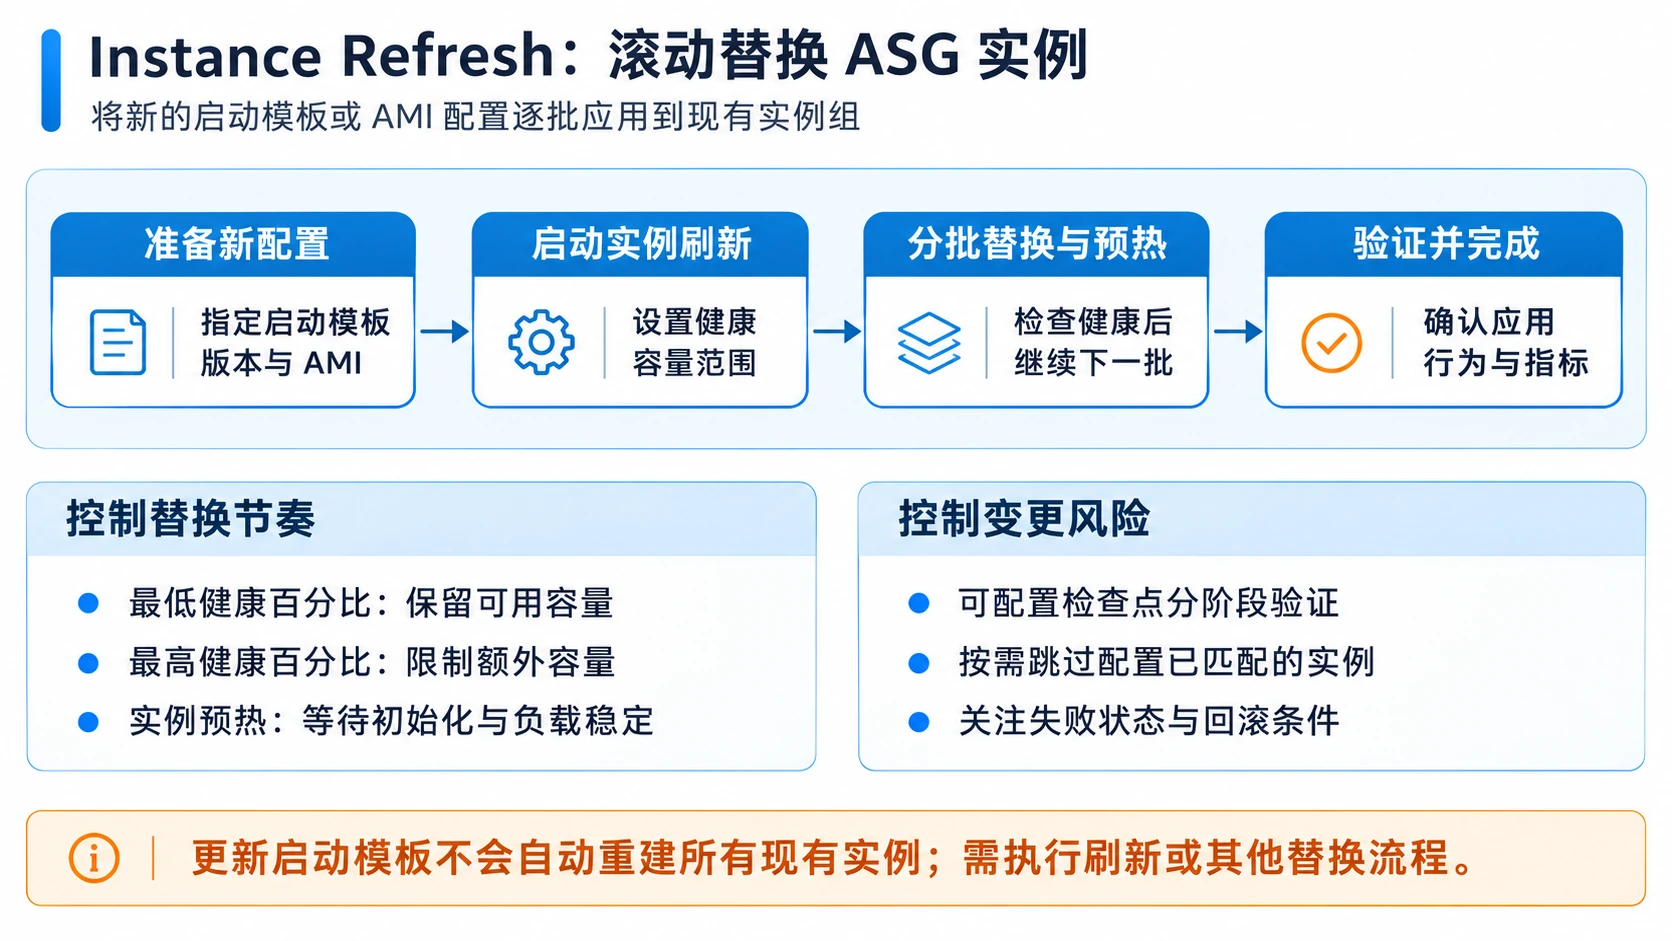 Instance Refresh：滚动替换 ASG 实例
将新的启动模板或 AMI 配置逐批应用到现有实例组
准备新配置
指定启动模板
版本与 AMI
启动实例刷新
设置健康
容量范围
分批替换与预热
检查健康后
继续下一批
验证并完成
确认应用
行为与指标
控制替换节奏
最低健康百分比：保留可用容量
最高健康百分比：限制额外容量
实例预热：等待初始化与负载稳定
控制变更风险
可配置检查点分阶段验证
按需跳过配置已匹配的实例
关注失败状态与回滚条件
更新启动模板不会自动重建所有现有实例；需执行刷新或其他替换流程。